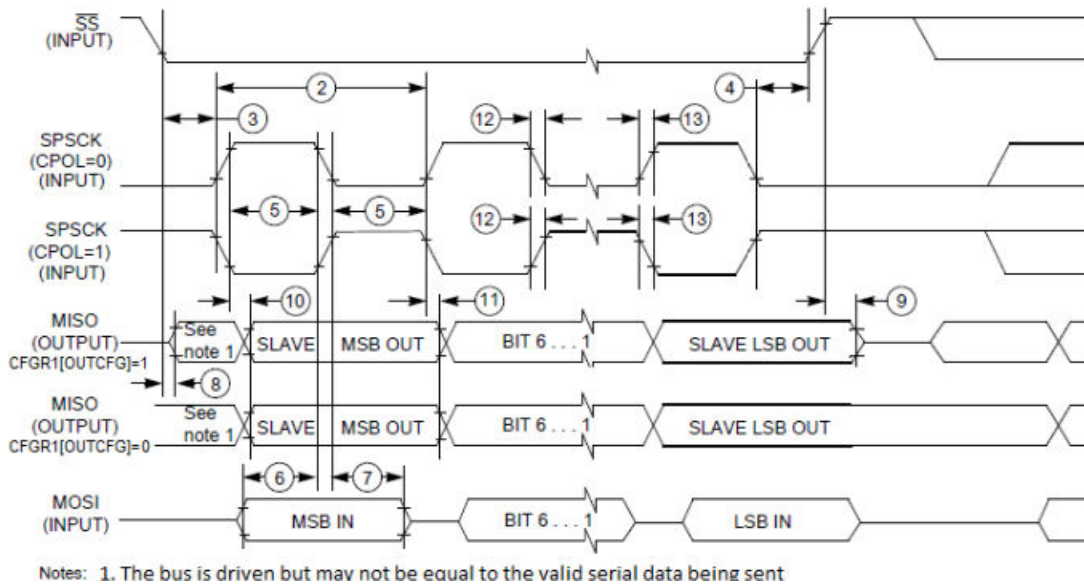 SS
(INPUT)
2
4
3
12
13
SPSCK
(CPOL=0)
(INPUT)
5
5
SPSCK
(CPOL=1)
(INPUT)
12
13
10
11
9
MISO
(OUTPUT)
CFGR1[OUTCFG]=1
See
note 1
SLAVE
MSB OUT
BIT 6 . . . 1
SLAVE LSB OUT
8
MISO
(OUTPUT)
CFGR1[OUTCFG]=0
See
note 1
SLAVE
MSB OUT
BIT 6 . . . 1
SLAVE LSB OUT
6
7
MOSI
(INPUT)
MSB IN
BIT 6 . . . 1
LSB IN
Notes: 1. The bus is driven but may not be equal to the valid serial data being sent